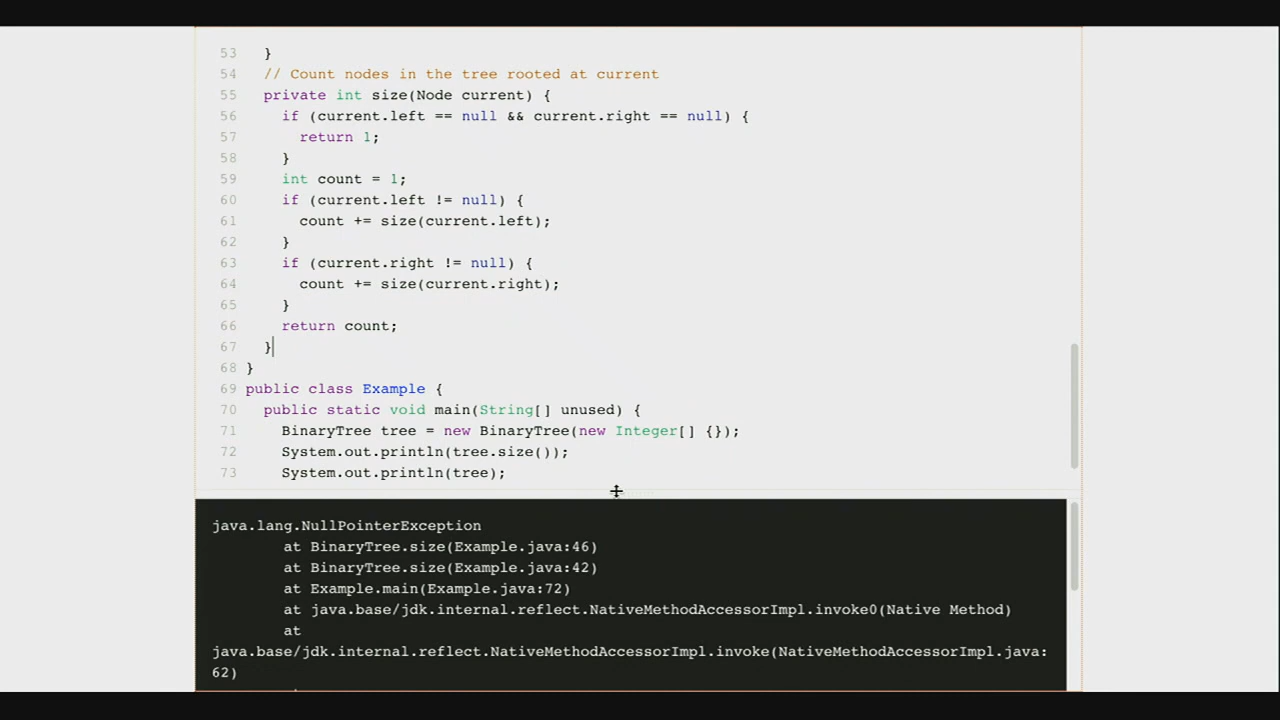 53 }
54 // Count nodes in the tree rooted at current
55 private int size(Node current) {
56 if (current.left == null && current.right == null) {
57 return 1;
58 }
59 int count = 1;
60 if (current.left != null) {
61 count += size(current.left);
62 }
63 if (current.right != null) {
64 count += size(current.right);
65 }
66 return count;
67 }
68 }
69 public class Example {
70 public static void main(String[] unused) {
71 BinaryTree tree = new BinaryTree(new Integer[] {});
72 System.out.println(tree.size());
73 System.out.println(tree);
java.lang.NullPointerException
at BinaryTree.size(Example.java:46)
at BinaryTree.size(Example.java:42)
at Example.main(Example.java:72)
at java.base/jdk.internal.reflect.NativeMethodAccessorImpl.invoke0(Native Method)
at
java.base/jdk.internal.reflect.NativeMethodAccessorImpl.invoke(NativeMethodAccessorImpl.java:
62)